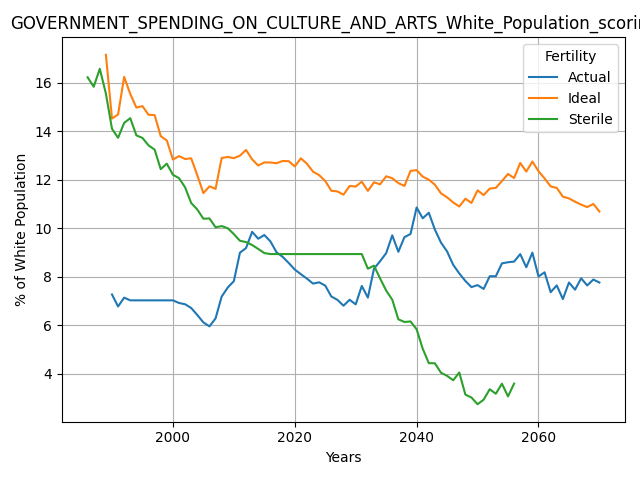 GOVERNMENT_SPENDING_ON_CULTURE_AND_ARTS_White_Population_scorin
Fertility
Actual
Ideal
Sterile
% of White Population
16
14
12
10
8
6
4
2000 2020 2040 2060
Years